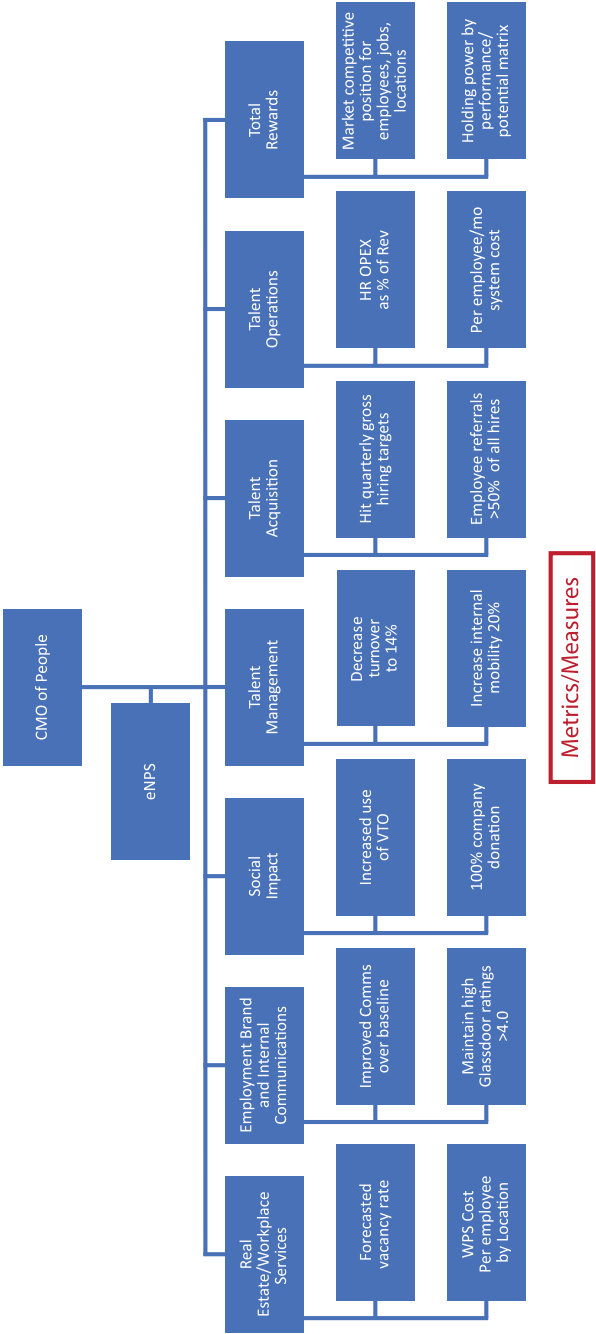 CMO of People
eNPS
Real
Estate/Workplace
Services
Employment Brand
and Internal
Communications
Social
Impact
Talent
Management
Talent
Acquisition
Talent
Operations
Total
Rewards
Forecasted
vacancy rate
Improved Comms
over baseline
Increased use
of VTO
Decrease
turnover
to 14%
Hit quarterly gross
hiring targets
HR OPEX
as % of Rev
Market competitive
position for
employees, jobs,
locations
WPS Cost
Per employee
by Location
Maintain high
Glassdoor ratings
>4.0
100% company
donation
Increase internal
mobility 20%
Employee referrals
>50% of all hires
Per employee/mo
system cost
Holding power by
performance/
potential matrix
Metrics/Measures